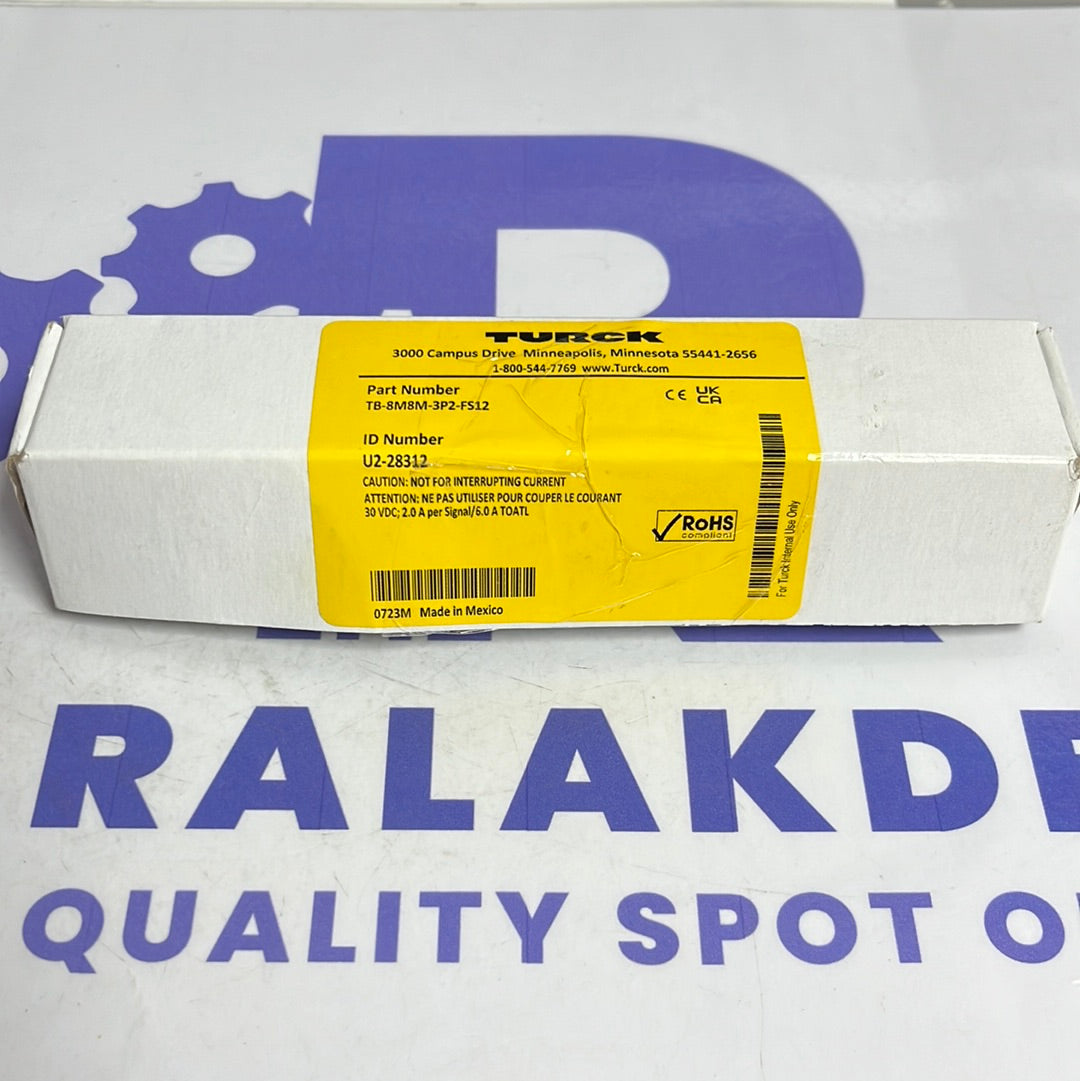 TURCK
3000 Campus Drive Minneapolis, Minnesota 55441-2656
1-800-544-7769 www.Turck.com
Part Number
TB-8M8M-3P2-FS12
CE UK CA
ID Number
U2-28312
CAUTION: NOT FOR INTERRUPTING CURRENT
ATTENTION: NE PAS UTILISER POUR COUPER LE COURANT
30 VDC; 2.0 A per Signal/6.0 A TOATL
RoHS
compliant
For Turck Internal Use Only
0723M Made in Mexico
RALAKDE
QUALITY SPOT O